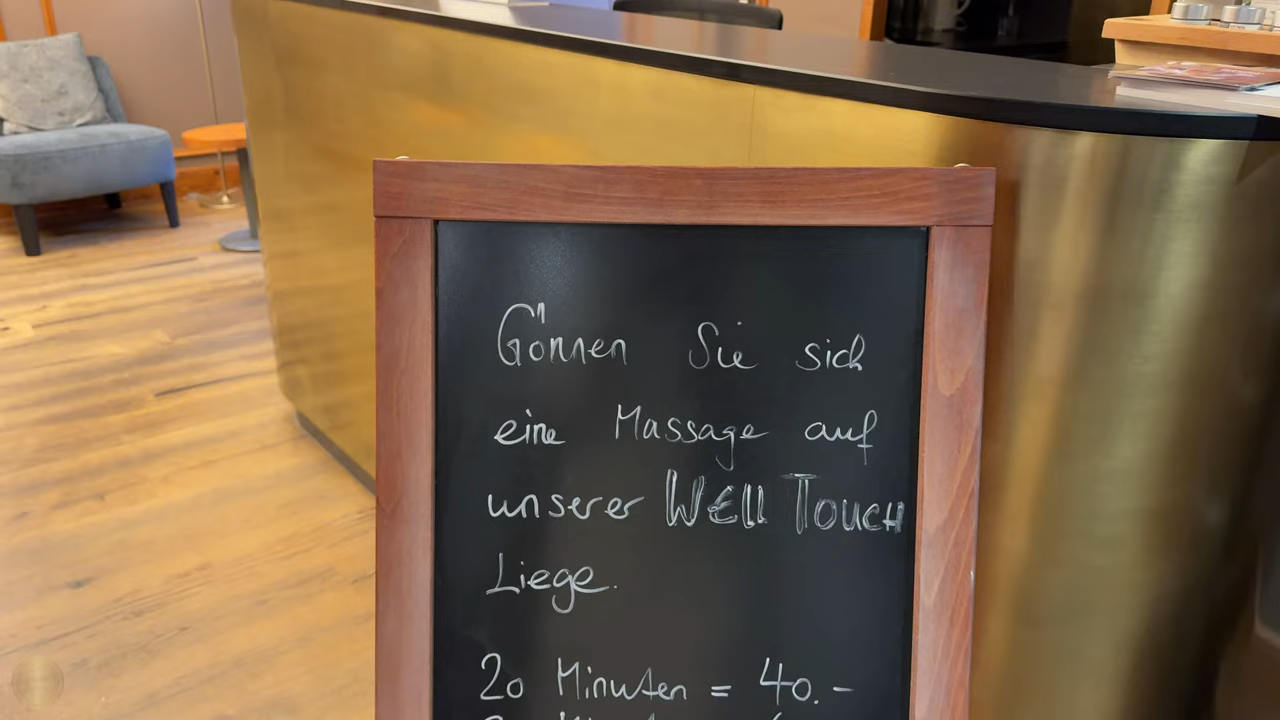 Gönnen Sie sich
eine Massage auf
unserer WEll TOUCH
Liege.
20 Minuten = 40.-